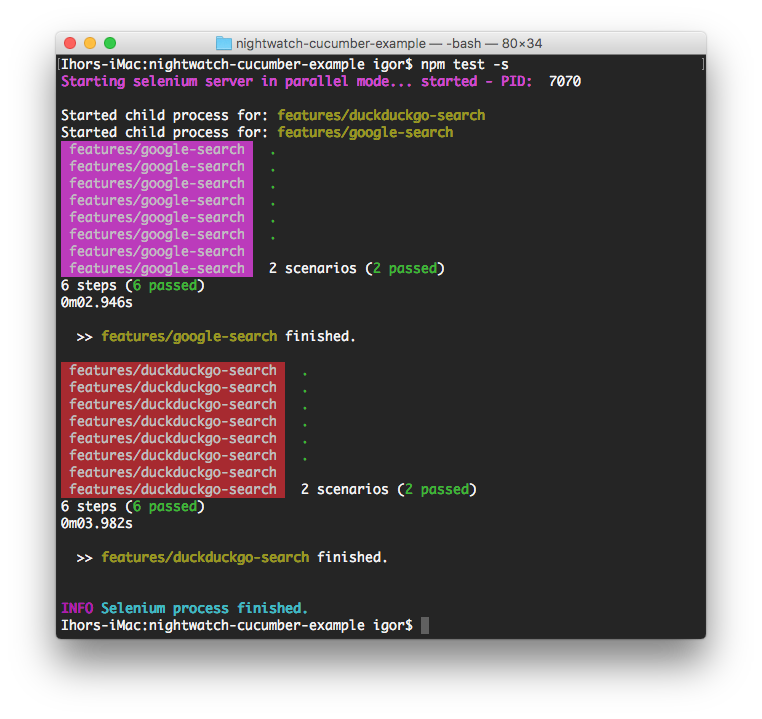 nightwatch-cucumber-example — -bash — 80×34
[Ihors-iMac:nightwatch-cucumber-example igor$ npm test -s ]
Starting selenium server in parallel mode... started - PID:  7070
Started child process for: features/duckduckgo-search
Started child process for: features/google-search
features/google-search .
features/google-search .
features/google-search .
features/google-search .
features/google-search .
features/google-search .
features/google-search
features/google-search 2 scenarios (2 passed)
6 steps (6 passed)
0m02.946s
>> features/google-search finished.
features/duckduckgo-search .
features/duckduckgo-search .
features/duckduckgo-search .
features/duckduckgo-search .
features/duckduckgo-search .
features/duckduckgo-search .
features/duckduckgo-search
features/duckduckgo-search 2 scenarios (2 passed)
6 steps (6 passed)
0m03.982s
>> features/duckduckgo-search finished.
INFO Selenium process finished.
Ihors-iMac:nightwatch-cucumber-example igor$